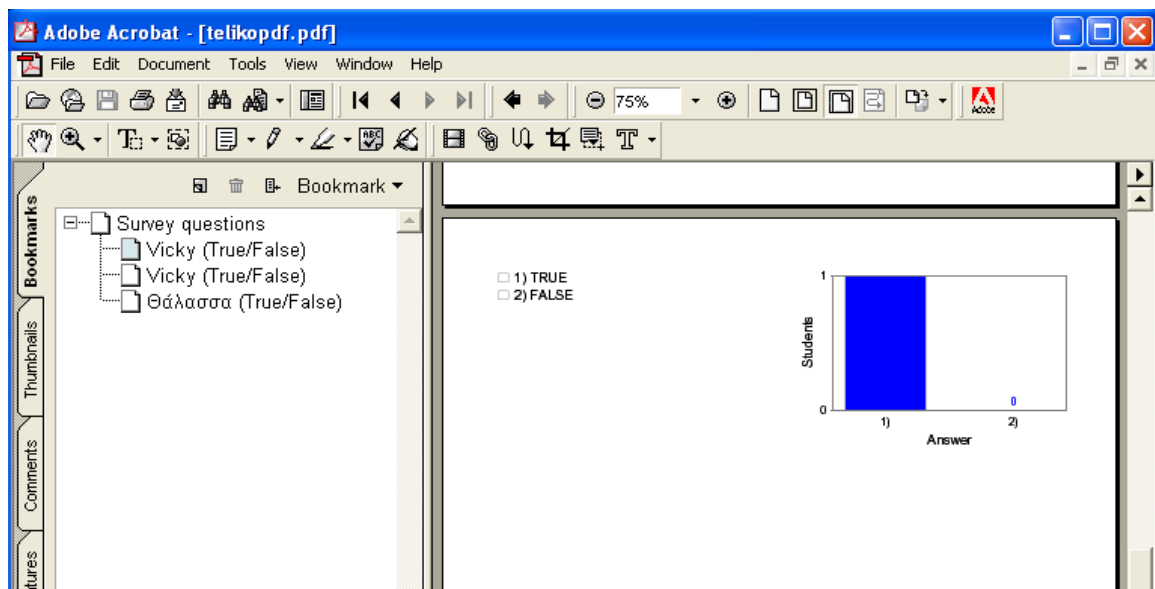 Adobe Acrobat - [telikopdf.pdf]
File Edit Document Tools View Window Help
75%
Adobe
Bookmark
Bookmarks
Thumbnails
Comments
Survey questions
Vicky (True/False)
Vicky (True/False)
Θάλασσα (True/False)
1) TRUE
2) FALSE
1
Students
0
0
1) 2)
Answer